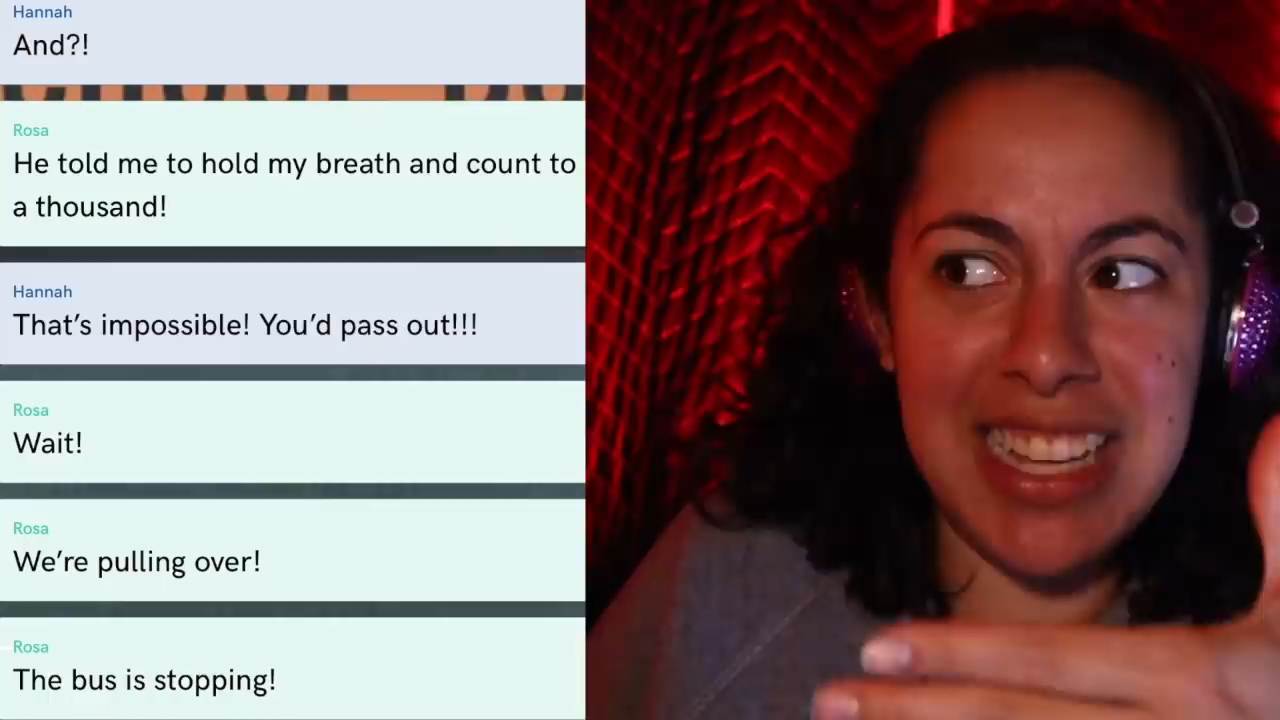 Hannah
And?!
Rosa
He told me to hold my breath and count to
a thousand!
Hannah
That’s impossible! You’d pass out!!!
Rosa
Wait!
Rosa
We’re pulling over!
Rosa
The bus is stopping!